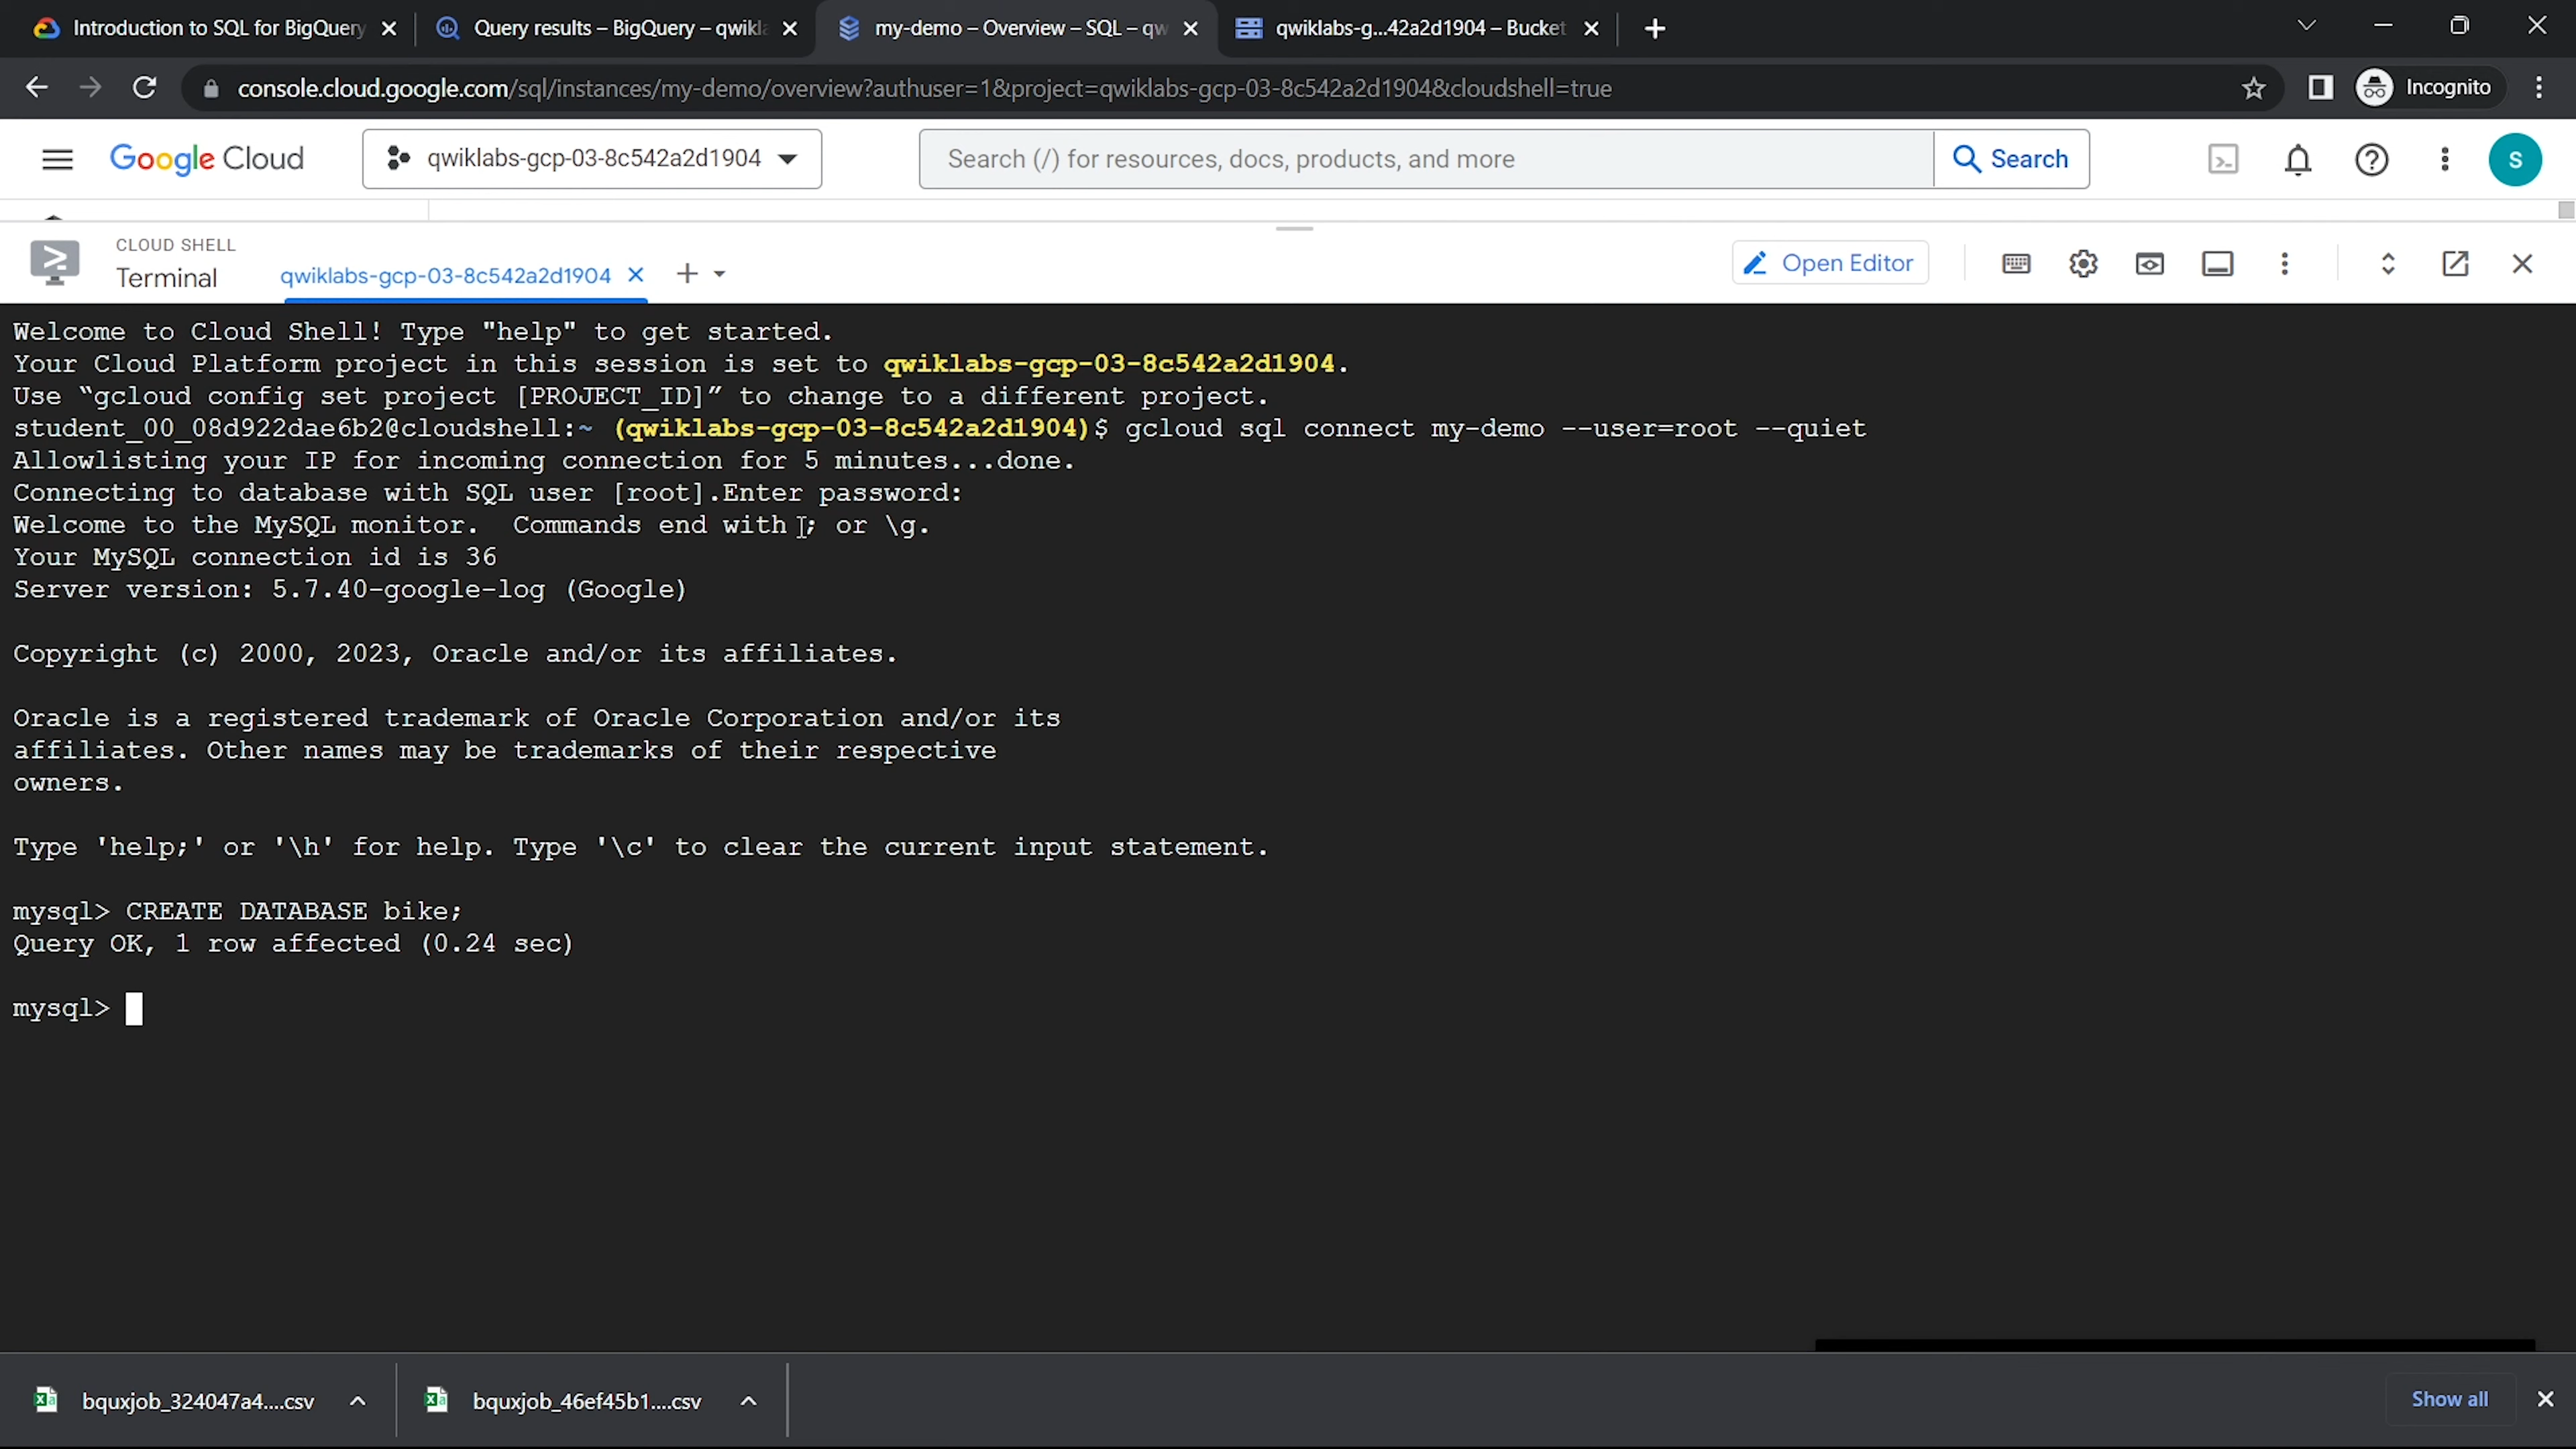 Introduction to SQL for BigQuery
Query results – BigQuery – qwikl
my-demo – Overview – SQL – qw
qwiklabs-g...42a2d1904 – Bucket
console.cloud.google.com/sql/instances/my-demo/overview?authuser=1&project=qwiklabs-gcp-03-8c542a2d1904&cloudshell=true
Incognito
Google Cloud
qwiklabs-gcp-03-8c542a2d1904
Search (/) for resources, docs, products, and more
Search
S
CLOUD SHELL
Terminal
qwiklabs-gcp-03-8c542a2d1904
Open Editor
Welcome to Cloud Shell! Type "help" to get started.
Your Cloud Platform project in this session is set to qwiklabs-gcp-03-8c542a2d1904.
Use “gcloud config set project [PROJECT_ID]” to change to a different project.
student_00_08d922dae6b2@cloudshell:~ (qwiklabs-gcp-03-8c542a2d1904)$ gcloud sql connect my-demo --user=root --quiet
Allowlisting your IP for incoming connection for 5 minutes...done.
Connecting to database with SQL user [root].Enter password:
Welcome to the MySQL monitor.  Commands end with ; or \g.
Your MySQL connection id is 36
Server version: 5.7.40-google-log (Google)
Copyright (c) 2000, 2023, Oracle and/or its affiliates.
Oracle is a registered trademark of Oracle Corporation and/or its
affiliates. Other names may be trademarks of their respective
owners.
Type 'help;' or '\h' for help. Type '\c' to clear the current input statement.
mysql> CREATE DATABASE bike;
Query OK, 1 row affected (0.24 sec)
mysql>
bquxjob_324047a4....csv
bquxjob_46ef45b1....csv
Show all